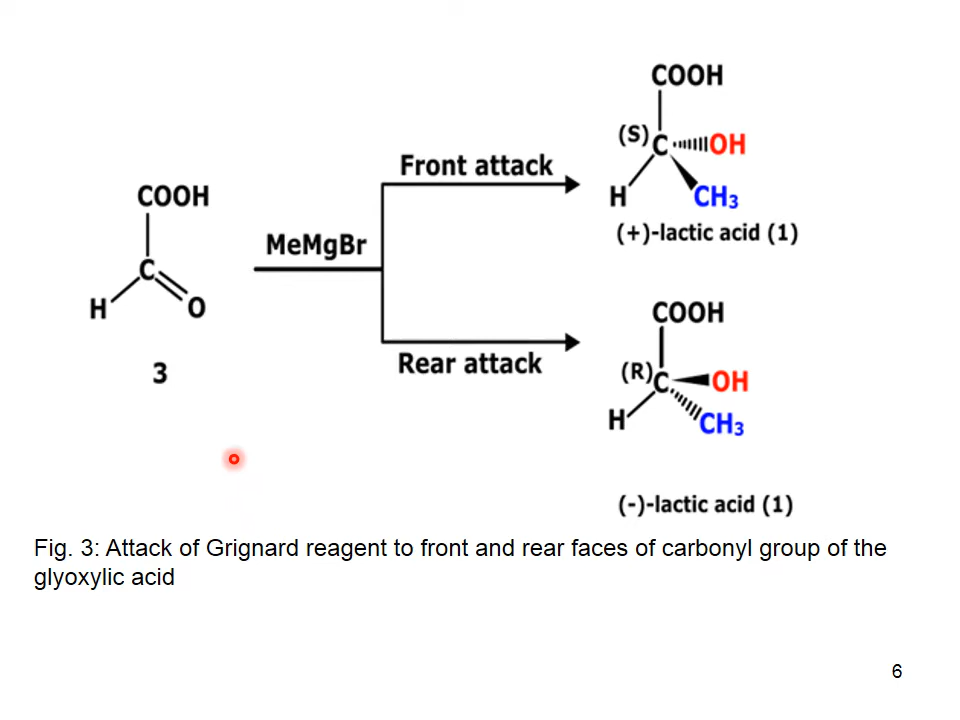 COOH
(S)
C
OH
H
CH3
(+)-lactic acid (1)
Front attack
COOH
C
H
O
3
MeMgBr
Rear attack
COOH
(R)
C
OH
H
CH3
(-)-lactic acid (1)
Fig. 3: Attack of Grignard reagent to front and rear faces of carbonyl group of the
glyoxylic acid
6